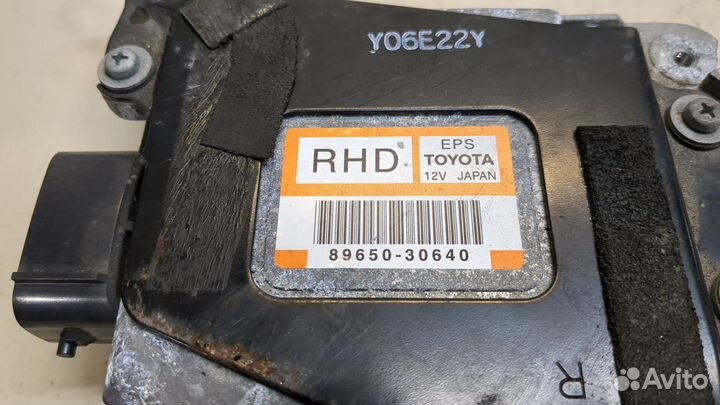 Y06E22Y
RHD
EPS
TOYOTA
12V JAPAN
89650-30640
R
Avito